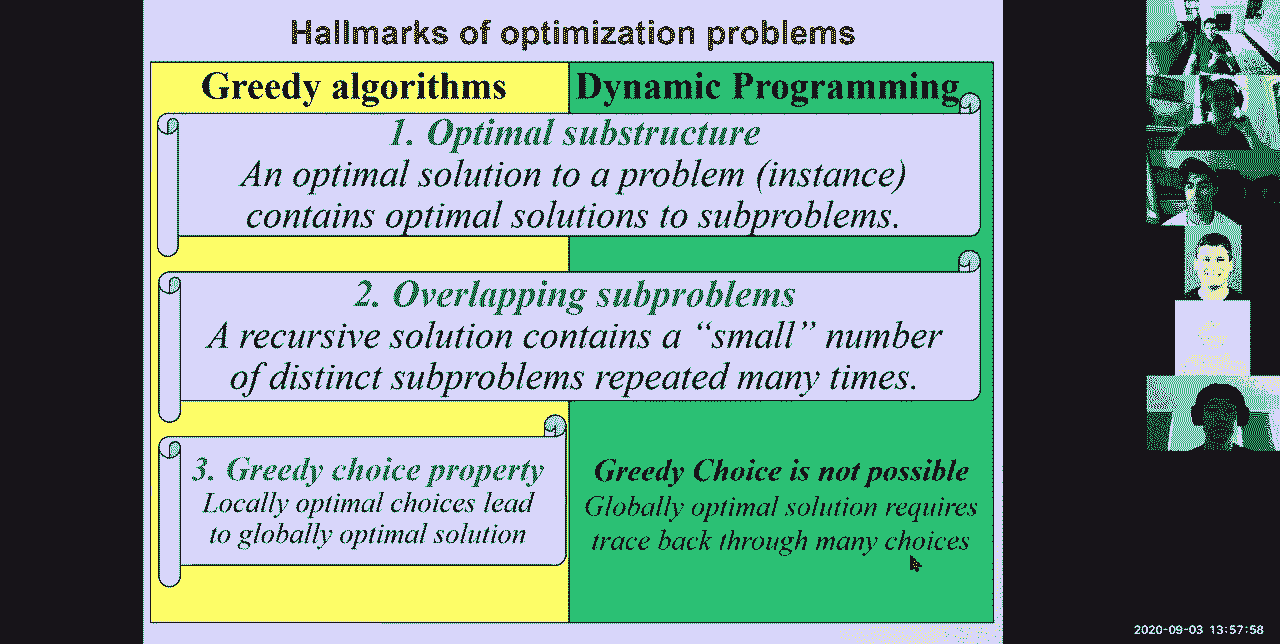 Hallmarks of optimization problems
Greedy algorithms
Dynamic Programming
1. Optimal substructure
An optimal solution to a problem (instance)
contains optimal solutions to subproblems.
2. Overlapping subproblems
A recursive solution contains a “small” number
of distinct subproblems repeated many times.
3. Greedy choice property
Locally optimal choices lead
to globally optimal solution
Greedy Choice is not possible
Globally optimal solution requires
trace back through many choices
2020-09-03 13:57:58